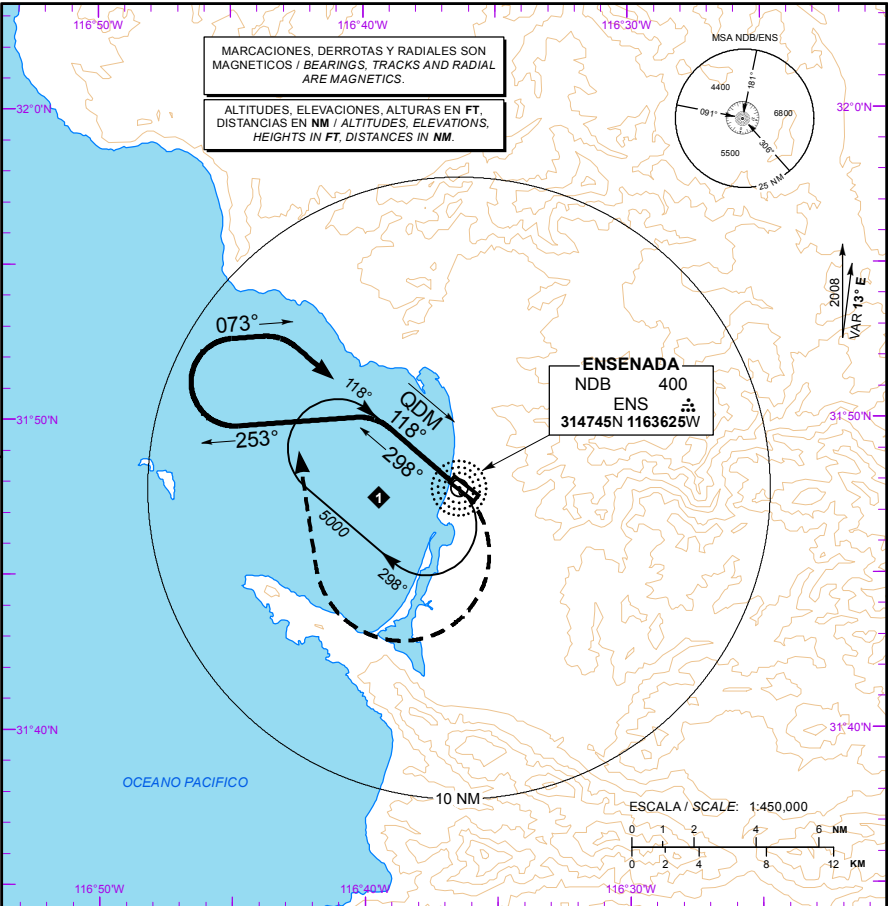 116°50'W
116°40'W
116°30'W
MARCACIONES, DERROTAS Y RADIALES SON
MAGNETICOS / BEARINGS, TRACKS AND RADIAL
ARE MAGNETICS.
ALTITUDES, ELEVACIONES, ALTURAS EN FT,
DISTANCIAS EN NM / ALTITUDES, ELEVATIONS,
HEIGHTS IN FT, DISTANCES IN NM.
MSA NDB/ENS
4400
181°
091°
6800
306°
5500
25 NM
32°0'N
32°0'N
2008
VAR 13° E
073°
118°
QDM
118°
253°
298°
1
5000
298°
ENSENADA
NDB 400
ENS
314745N 1163625W
31°50'N
31°50'N
31°40'N
31°40'N
OCEANO PACIFICO
10 NM
ESCALA / SCALE: 1:450,000
0 1 2 4 6 NM
0 2 4 8 12 KM
116°50'W
116°40'W
116°30'W